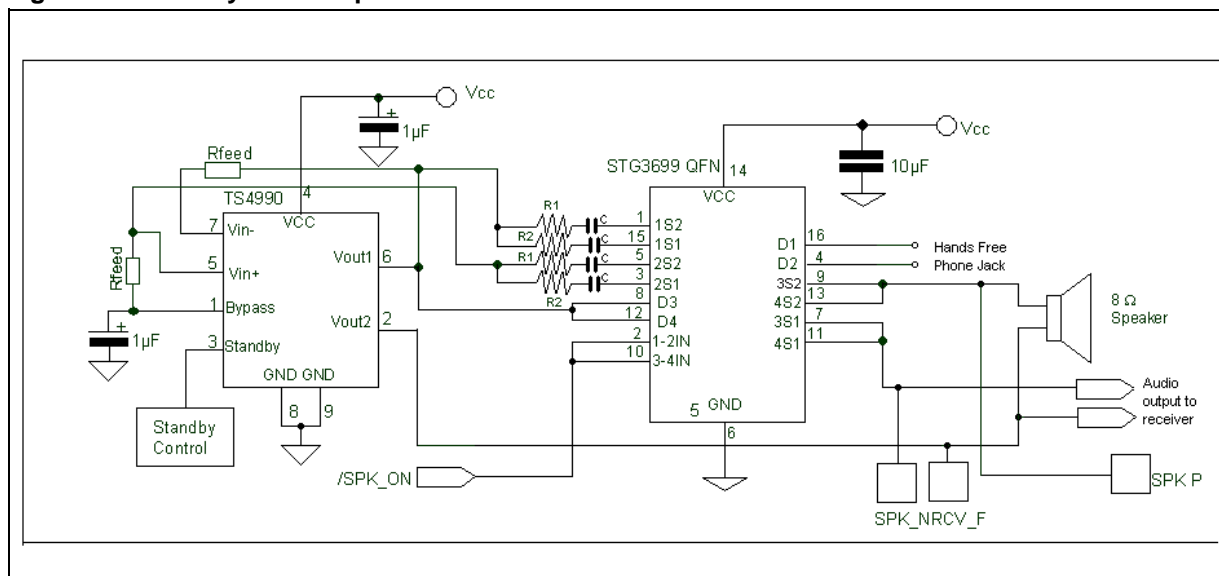 Vcc
1µF
Rfeed
TS4990
4
VCC
7 Vin-
5 Vin+
Rfeed
1 Bypass
1µF
3 Standby
Vout1 6
Vout2 2
GND GND
8 9
Standby
Control
R1
C
R2
C
R1
C
C
R2
Vcc
10µF
STG3699 QFN
14
VCC
1 1S2
15 1S1
5 2S2
3 2S1
8 D3
12 D4
2 1-2IN
10 3-4IN
D1 16
D2 4
3S2 9
4S2 13
3S1 7
4S1 11
5 GND
6
Hands Free
Phone Jack
8 Ω
Speaker
Audio
output to
receiver
/SPK_ON
SPK_NRCV_F
SPK P